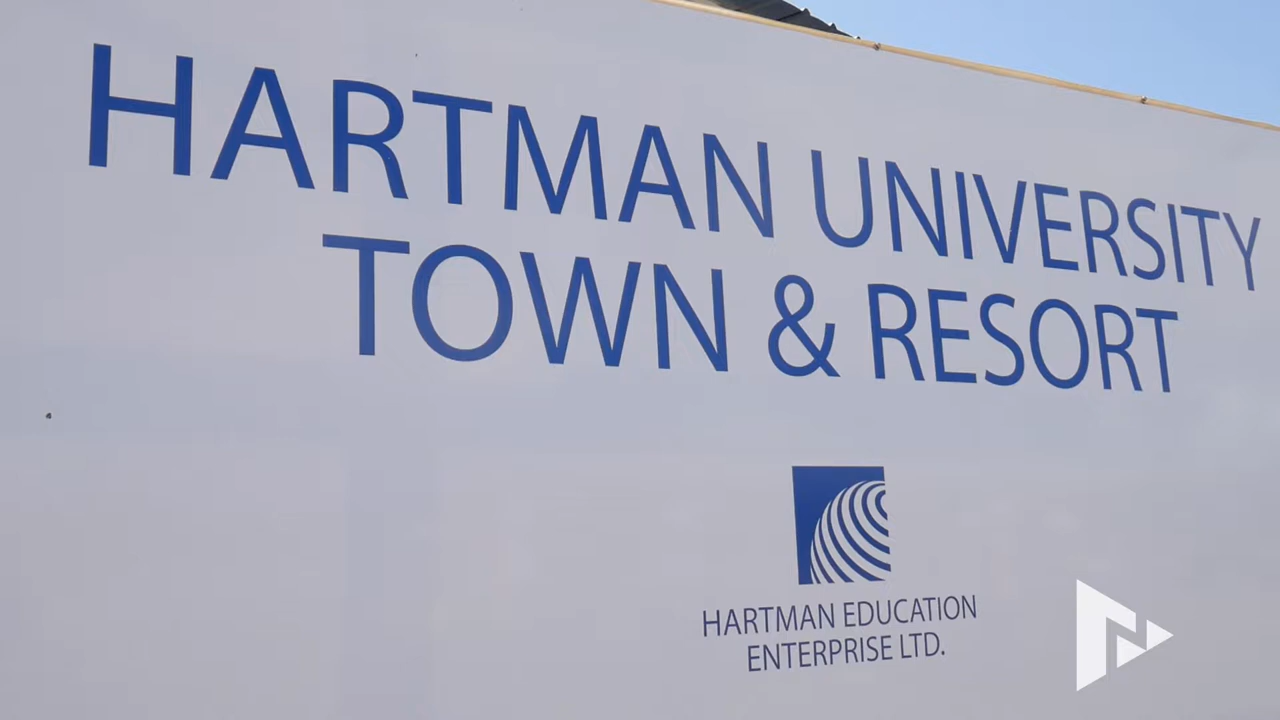 HARTMAN UNIVERSITY
TOWN & RESORT
HARTMAN EDUCATION
ENTERPRISE LTD.